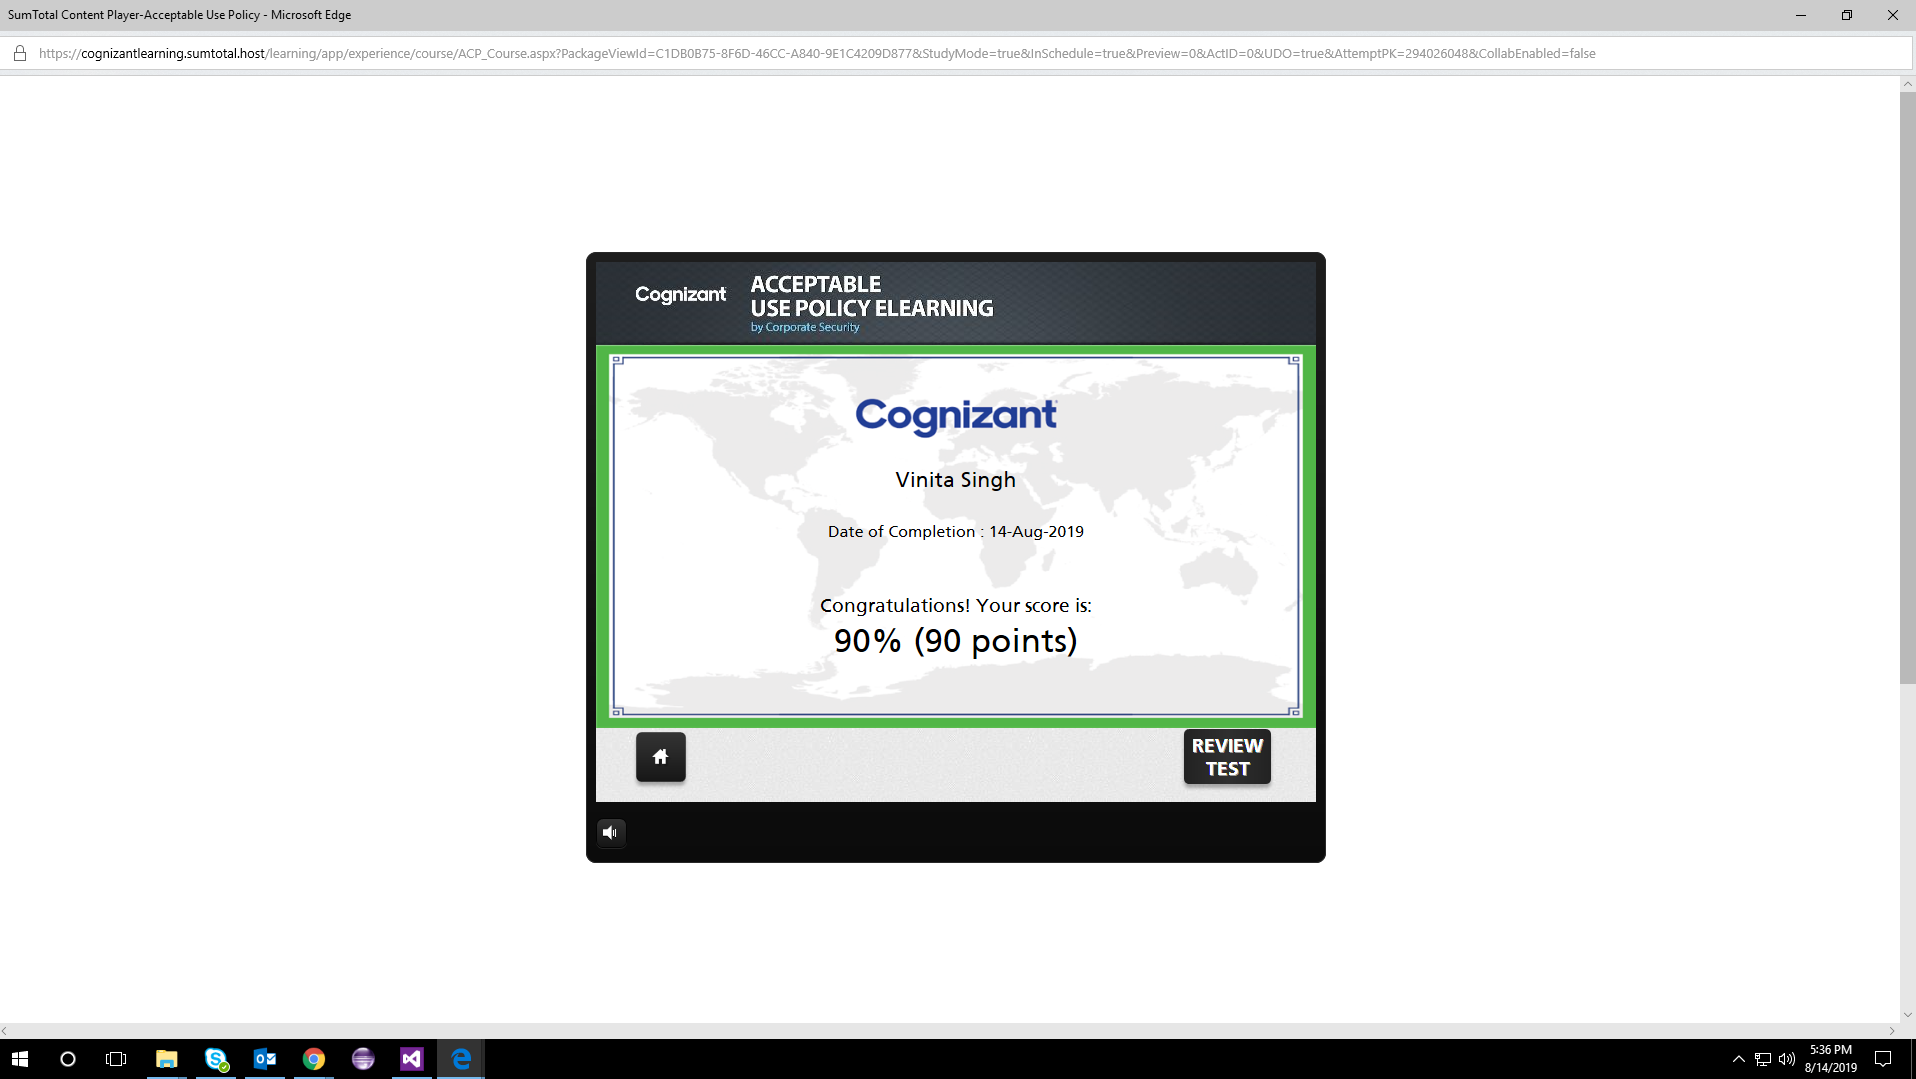 SumTotal Content Player-Acceptable Use Policy - Microsoft Edge
https://cognizantlearning.sumtotal.host/learning/app/experience/course/ACP_Course.aspx?PackageViewId=C1DB0B75-8F6D-46CC-A840-9E1C4209D877&StudyMode=true&InSchedule=true&Preview=0&ActID=0&UDO=true&AttemptPK=294026048&CollabEnabled=false
Cognizant
ACCEPTABLE
USE POLICY ELEARNING
by Corporate Security
Cognizant
Vinita Singh
Date of Completion : 14-Aug-2019
Congratulations! Your score is:
90% (90 points)
REVIEW
TEST
5:36 PM
8/14/2019